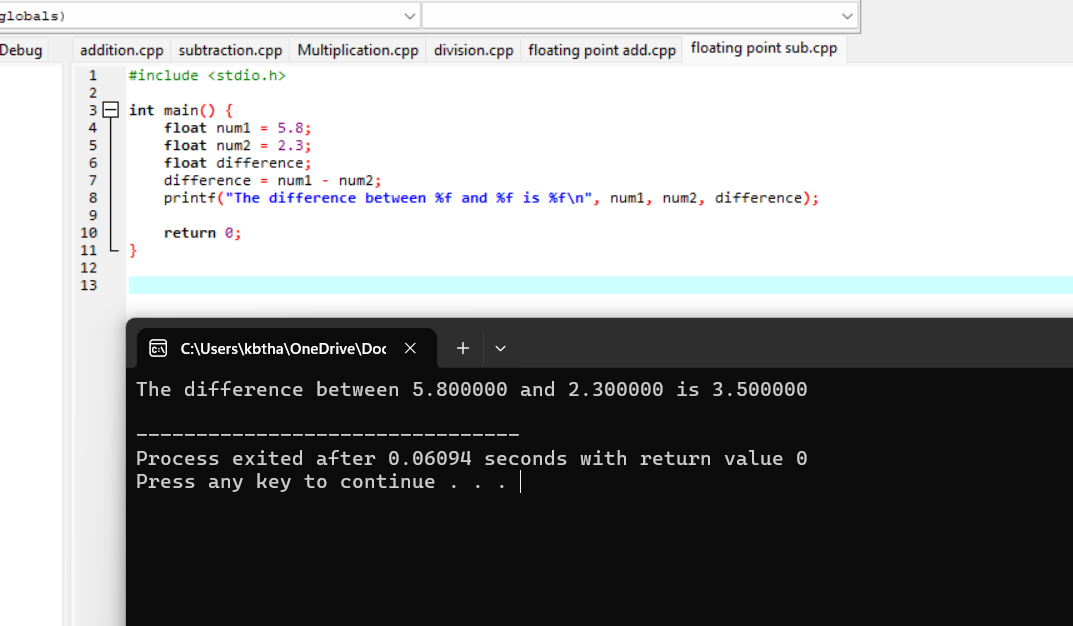 globals)
Debug addition.cpp subtraction.cpp Multiplication.cpp division.cpp floating point add.cpp floating point sub.cpp
1 #include <stdio.h>
2
3 int main() {
4 float num1 = 5.8;
5 float num2 = 2.3;
6 float difference;
7 difference = num1 - num2;
8 printf("The difference between %f and %f is %f\n", num1, num2, difference);
9
10 return 0;
11 }
12
13
C:\Users\kbtha\OneDrive\Doc
The difference between 5.800000 and 2.300000 is 3.500000
--------------------------------
Process exited after 0.06094 seconds with return value 0
Press any key to continue . . .